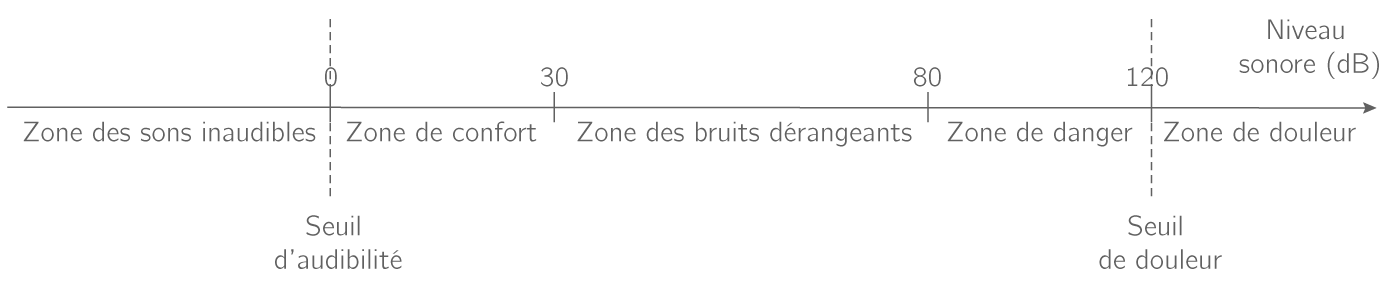 Niveau
sonore (dB)
0 30 80 120
Zone des sons inaudibles Zone de confort Zone des bruits dérangeants Zone de danger Zone de douleur
Seuil
d'audibilité
Seuil
de douleur